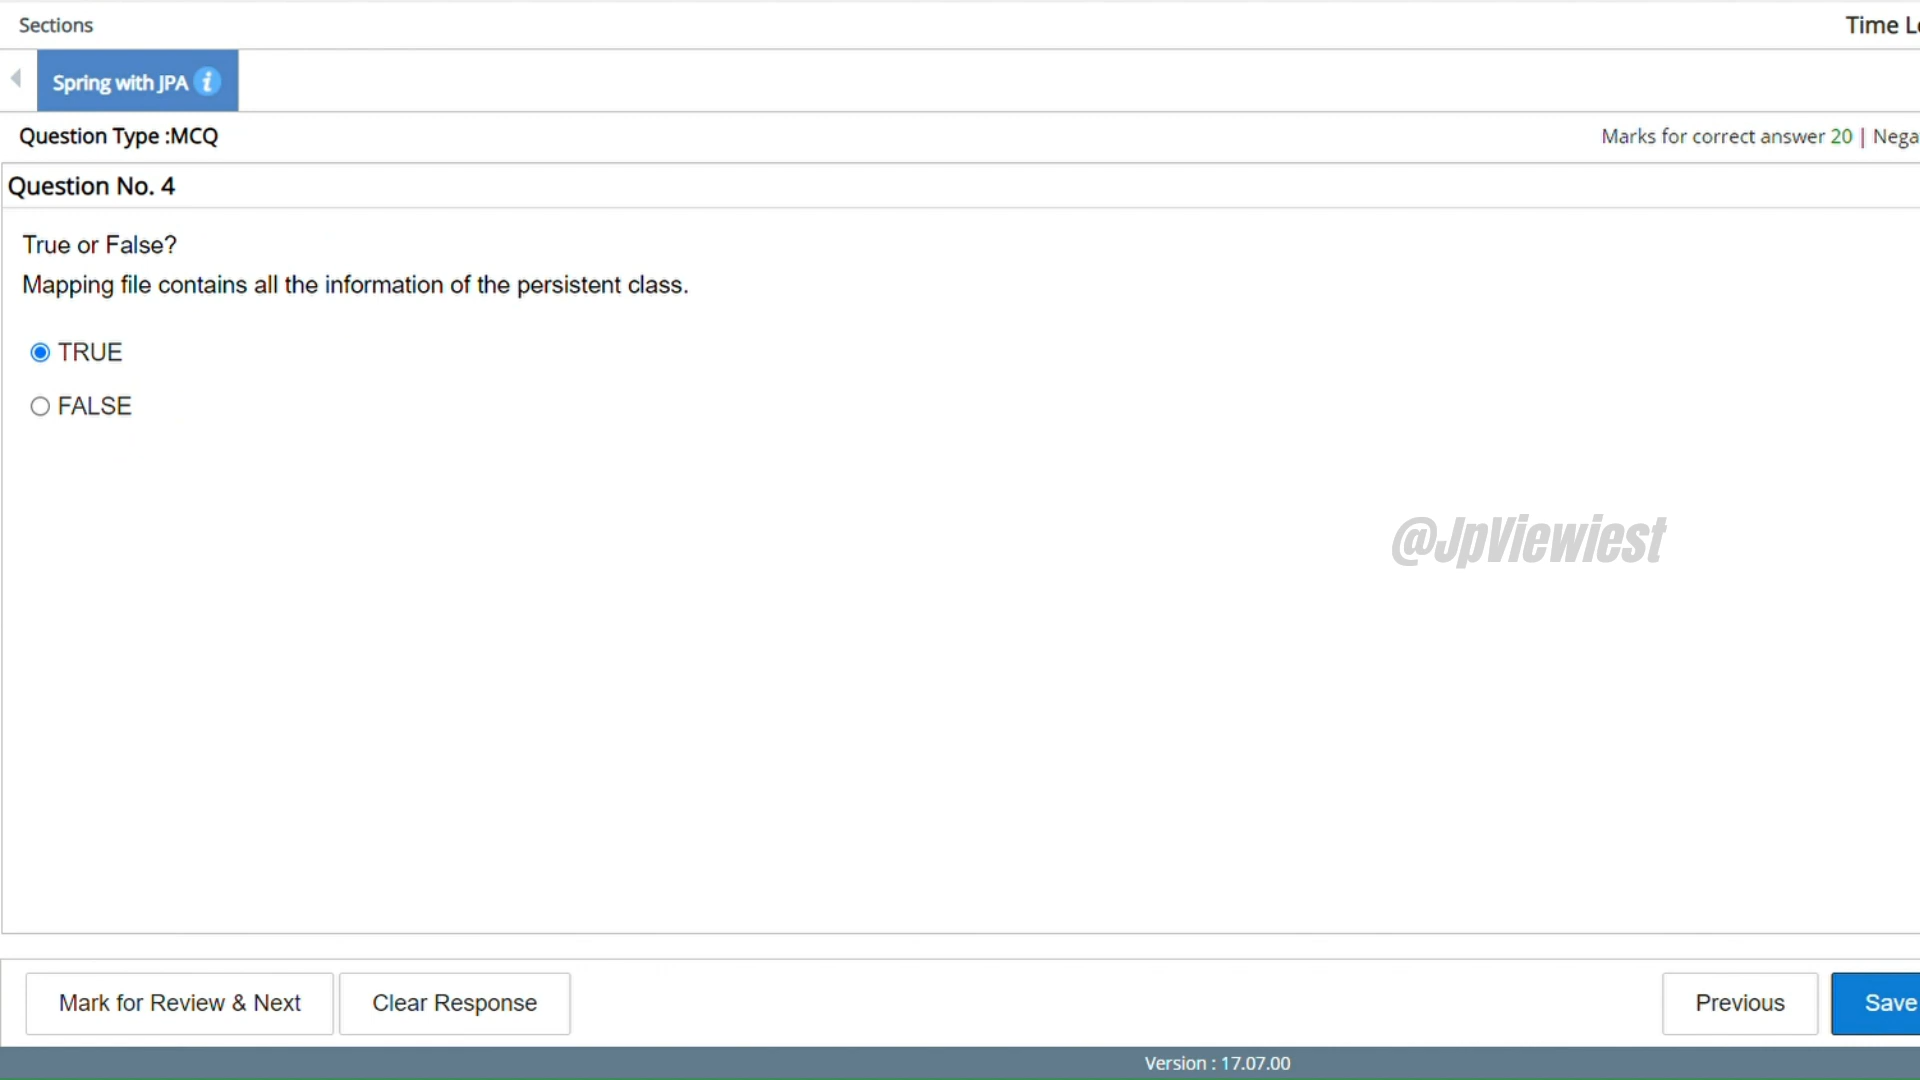 Sections
Time L
Spring with JPA i
Question Type :MCQ
Marks for correct answer 20 | Nega
Question No. 4
True or False?
Mapping file contains all the information of the persistent class.
TRUE
FALSE
@JpViewiest
Mark for Review & Next
Clear Response
Previous
Save
Version : 17.07.00